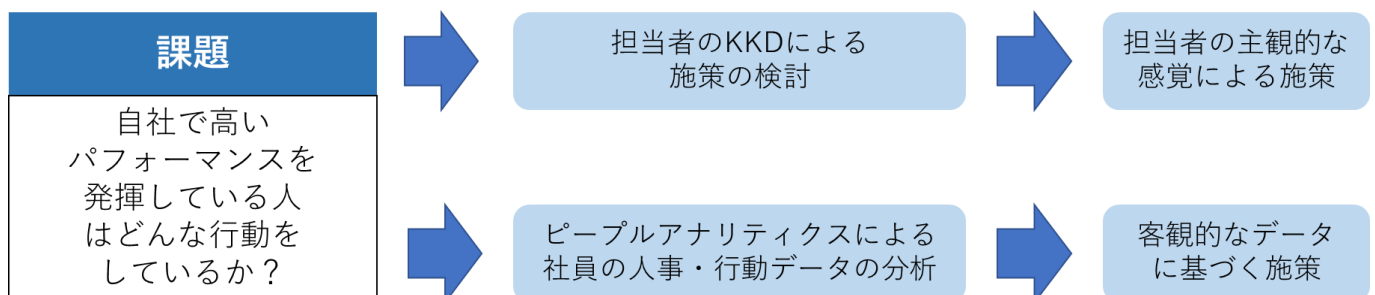 課題
自社で高い
パフォーマンスを
発揮している人
はどんな行動を
しているか？
担当者のKKDによる
施策の検討
担当者の主観的な
感覚による施策
ピープルアナリティクスによる
社員の人事・行動データの分析
客観的なデータ
に基づく施策